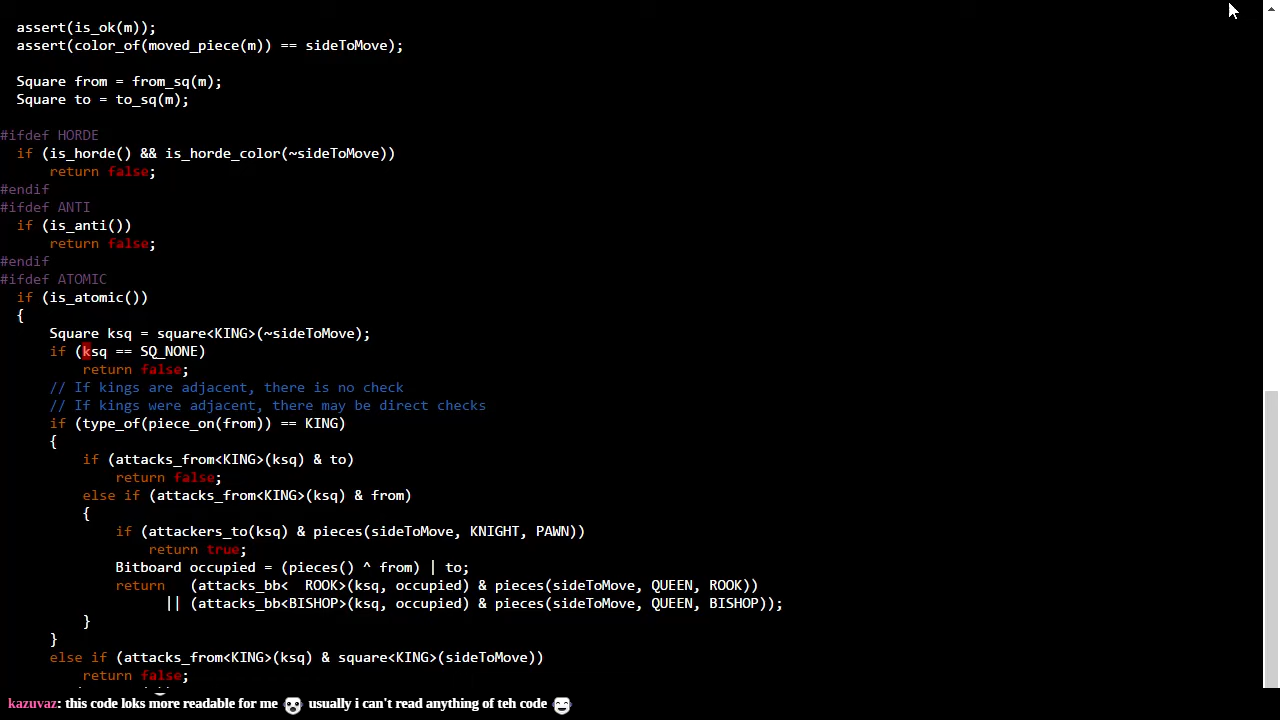 assert(is_ok(m));
assert(color_of(moved_piece(m)) == sideToMove);
Square from = from_sq(m);
Square to = to_sq(m);
#ifdef HORDE
if (is_horde() && is_horde_color(~sideToMove))
return false;
#endif
#ifdef ANTI
if (is_anti())
return false;
#endif
#ifdef ATOMIC
if (is_atomic())
{
Square ksq = square<KING>(~sideToMove);
if (ksq == SQ_NONE)
return false;
// If kings are adjacent, there is no check
// If kings were adjacent, there may be direct checks
if (type_of(piece_on(from)) == KING)
{
if (attacks_from<KING>(ksq) & to)
return false;
else if (attacks_from<KING>(ksq) & from)
{
if (attackers_to(ksq) & pieces(sideToMove, KNIGHT, PAWN))
return true;
Bitboard occupied = (pieces() ^ from) | to;
return   (attacks_bb<  ROOK>(ksq, occupied) & pieces(sideToMove, QUEEN, ROOK))
|| (attacks_bb<BISHOP>(ksq, occupied) & pieces(sideToMove, QUEEN, BISHOP));
}
}
else if (attacks_from<KING>(ksq) & square<KING>(sideToMove))
return false;
kazuvaz: this code loks more readable for me usually i can't read anything of teh code